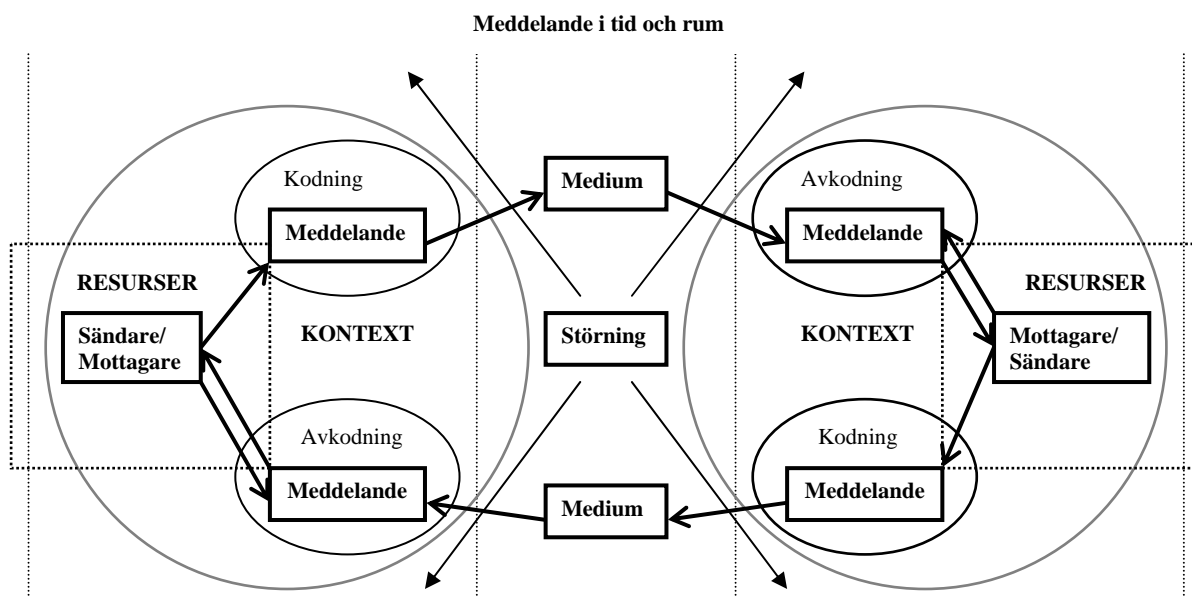 Meddelande i tid och rum
Kodning
Meddelande
Medium
Avkodning
Meddelande
RESURSER
Sändare/
Mottagare
KONTEXT
Störning
KONTEXT
RESURSER
Mottagare/
Sändare
Avkodning
Meddelande
Medium
Kodning
Meddelande